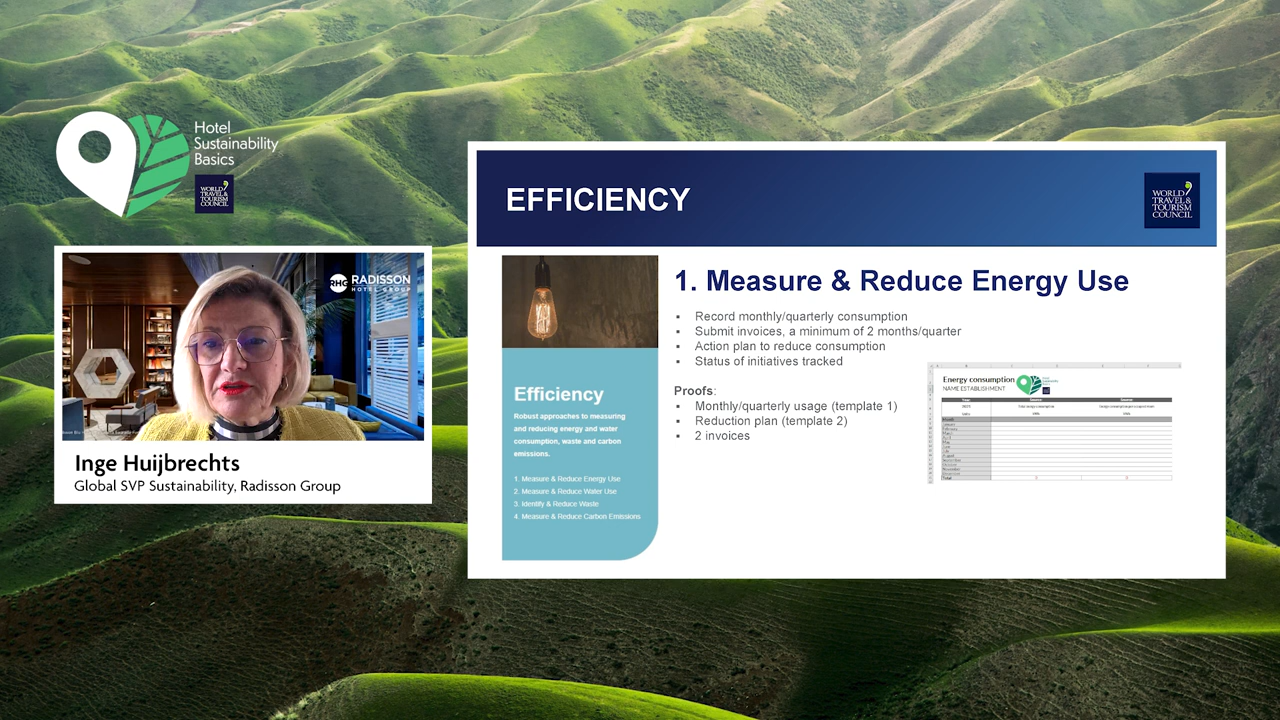 Hotel
Sustainability
Basics
WORLD
TRAVEL&
TOURISM
COUNCIL
RHG RADISSON
HOTEL GROUP
Inge Huijbrechts
Global SVP Sustainability, Radisson Group
EFFICIENCY
WORLD
TRAVEL&
TOURISM
COUNCIL
Efficiency
Robust approaches to measuring
and reducing energy and water
consumption, waste and carbon
emissions.
1. Measure & Reduce Energy Use
2. Measure & Reduce Water Use
3. Identify & Reduce Waste
4. Measure & Reduce Carbon Emissions
1. Measure & Reduce Energy Use
▪ Record monthly/quarterly consumption
▪ Submit invoices, a minimum of 2 months/quarter
▪ Action plan to reduce consumption
▪ Status of initiatives tracked
Proofs:
▪ Monthly/quarterly usage (template 1)
▪ Reduction plan (template 2)
▪ 2 invoices
Energy consumption
NAME ESTABLISHMENT
Total